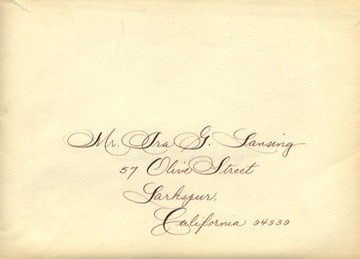 Mr. Ira G. Lansing
57 Olive Street
Larkspur,
California 94939